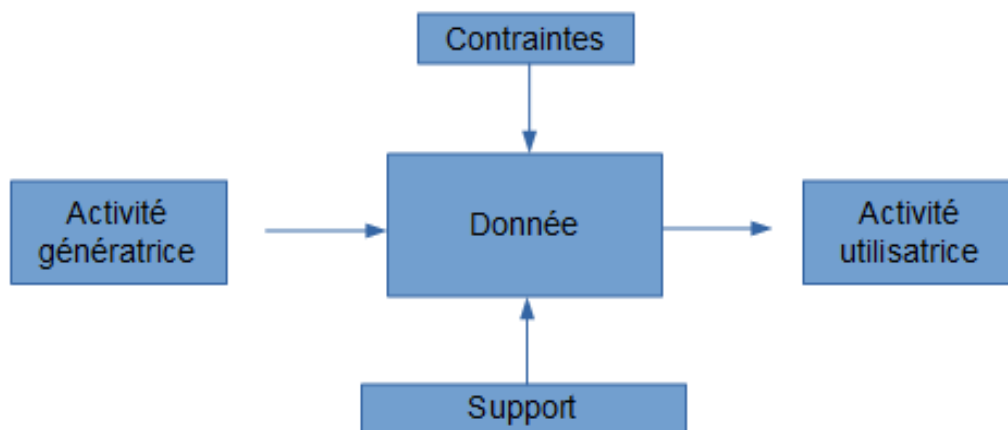 Contraintes
Activité
génératrice
Donnée
Activité
utilisatrice
Support